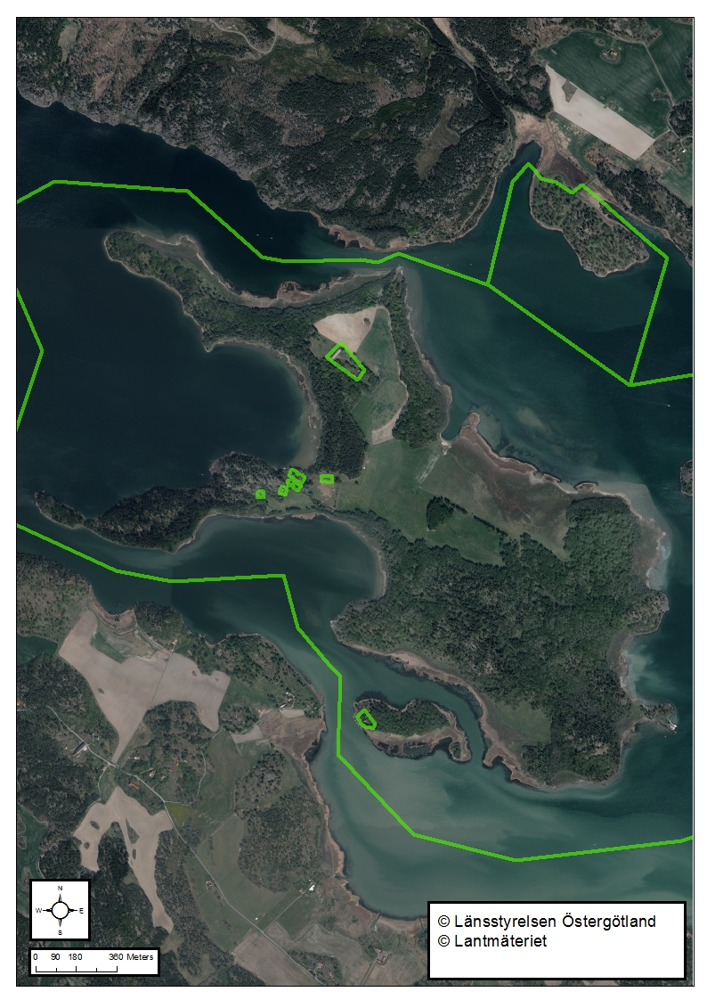 N
W E
S
0 90 180 360 Meters
© Länsstyrelsen Östergötland
© Lantmäteriet